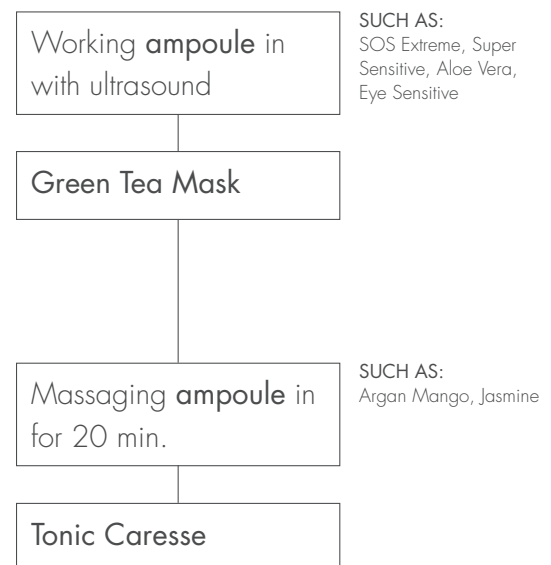 Working ampoule in
with ultrasound
SUCH AS:
SOS Extreme, Super
Sensitive, Aloe Vera,
Eye Sensitive
Green Tea Mask
Massaging ampoule in
for 20 min.
SUCH AS:
Argan Mango, Jasmine
Tonic Caresse